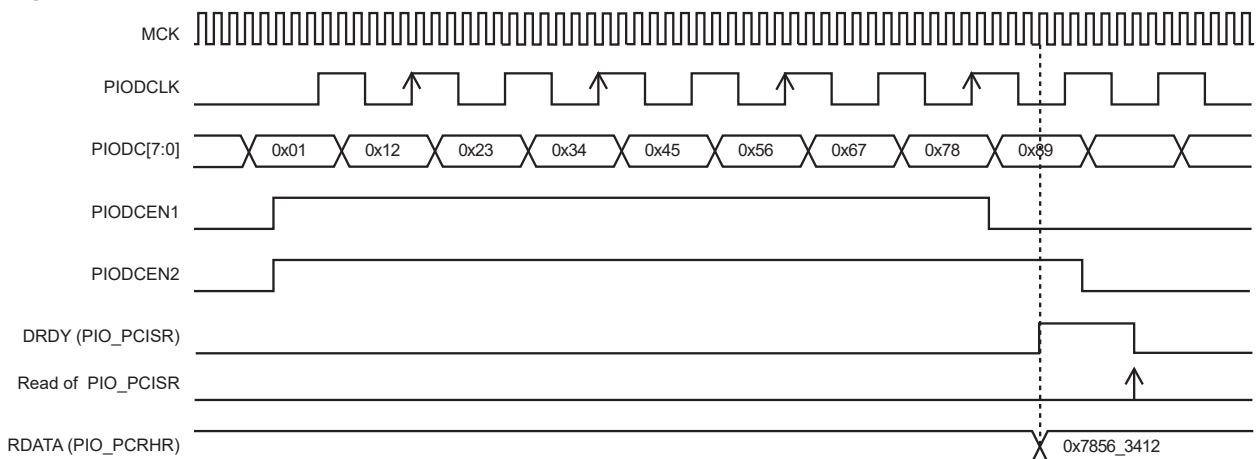 MCK
PIODCLK
PIODC[7:0] 0x01 0x12 0x23 0x34 0x45 0x56 0x67 0x78 0x89
PIODCEN1
PIODCEN2
DRDY (PIO_PCISR)
Read of PIO_PCISR
RDATA (PIO_PCRHR) 0x7856_3412